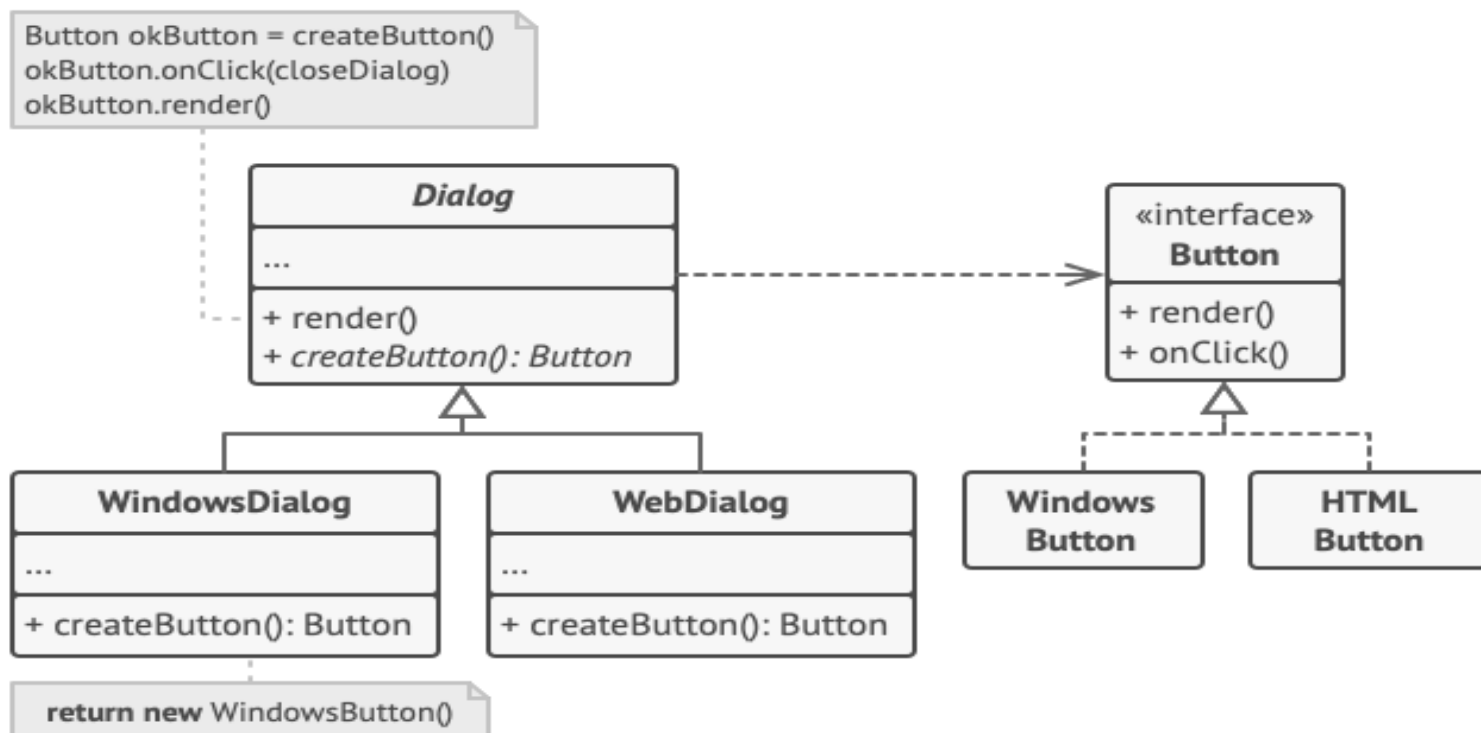 Button okButton = createButton()
okButton.onClick(closeDialog)
okButton.render()
Dialog
...
+ render()
+ createButton(): Button
«interface»
Button
+ render()
+ onClick()
WindowsDialog
...
+ createButton(): Button
WebDialog
...
+ createButton(): Button
Windows
Button
HTML
Button
return new WindowsButton()